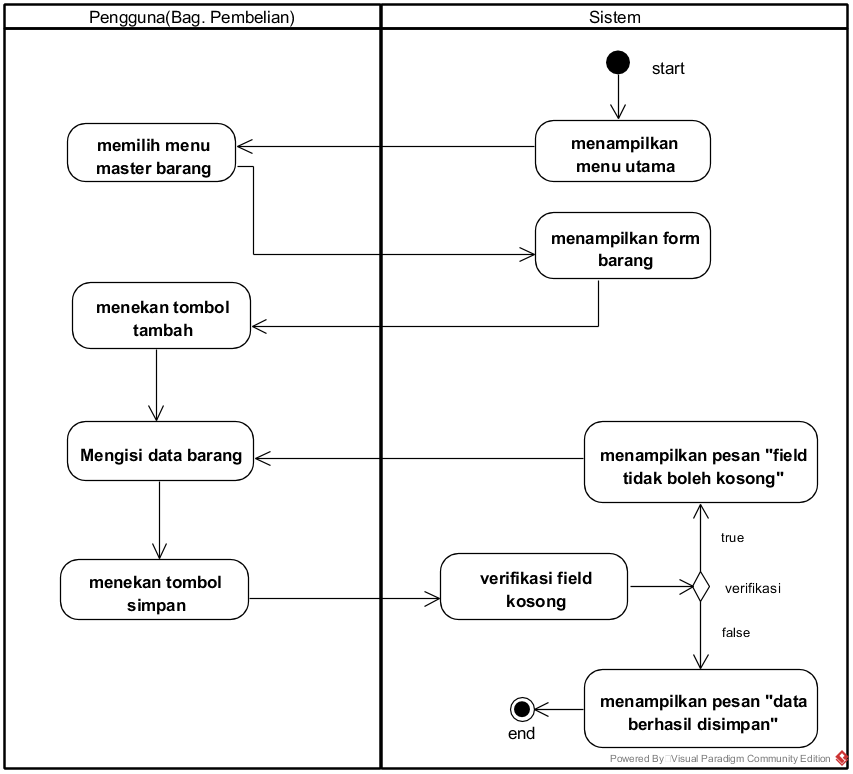 Pengguna(Bag. Pembelian)
Sistem
start
memilih menu
master barang
menampilkan
menu utama
menampilkan form
barang
menekan tombol
tambah
Mengisi data barang
menampilkan pesan "field
tidak boleh kosong"
true
menekan tombol
simpan
verifikasi field
kosong
verifikasi
false
menampilkan pesan "data
berhasil disimpan"
end
Powered By Visual Paradigm Community Edition